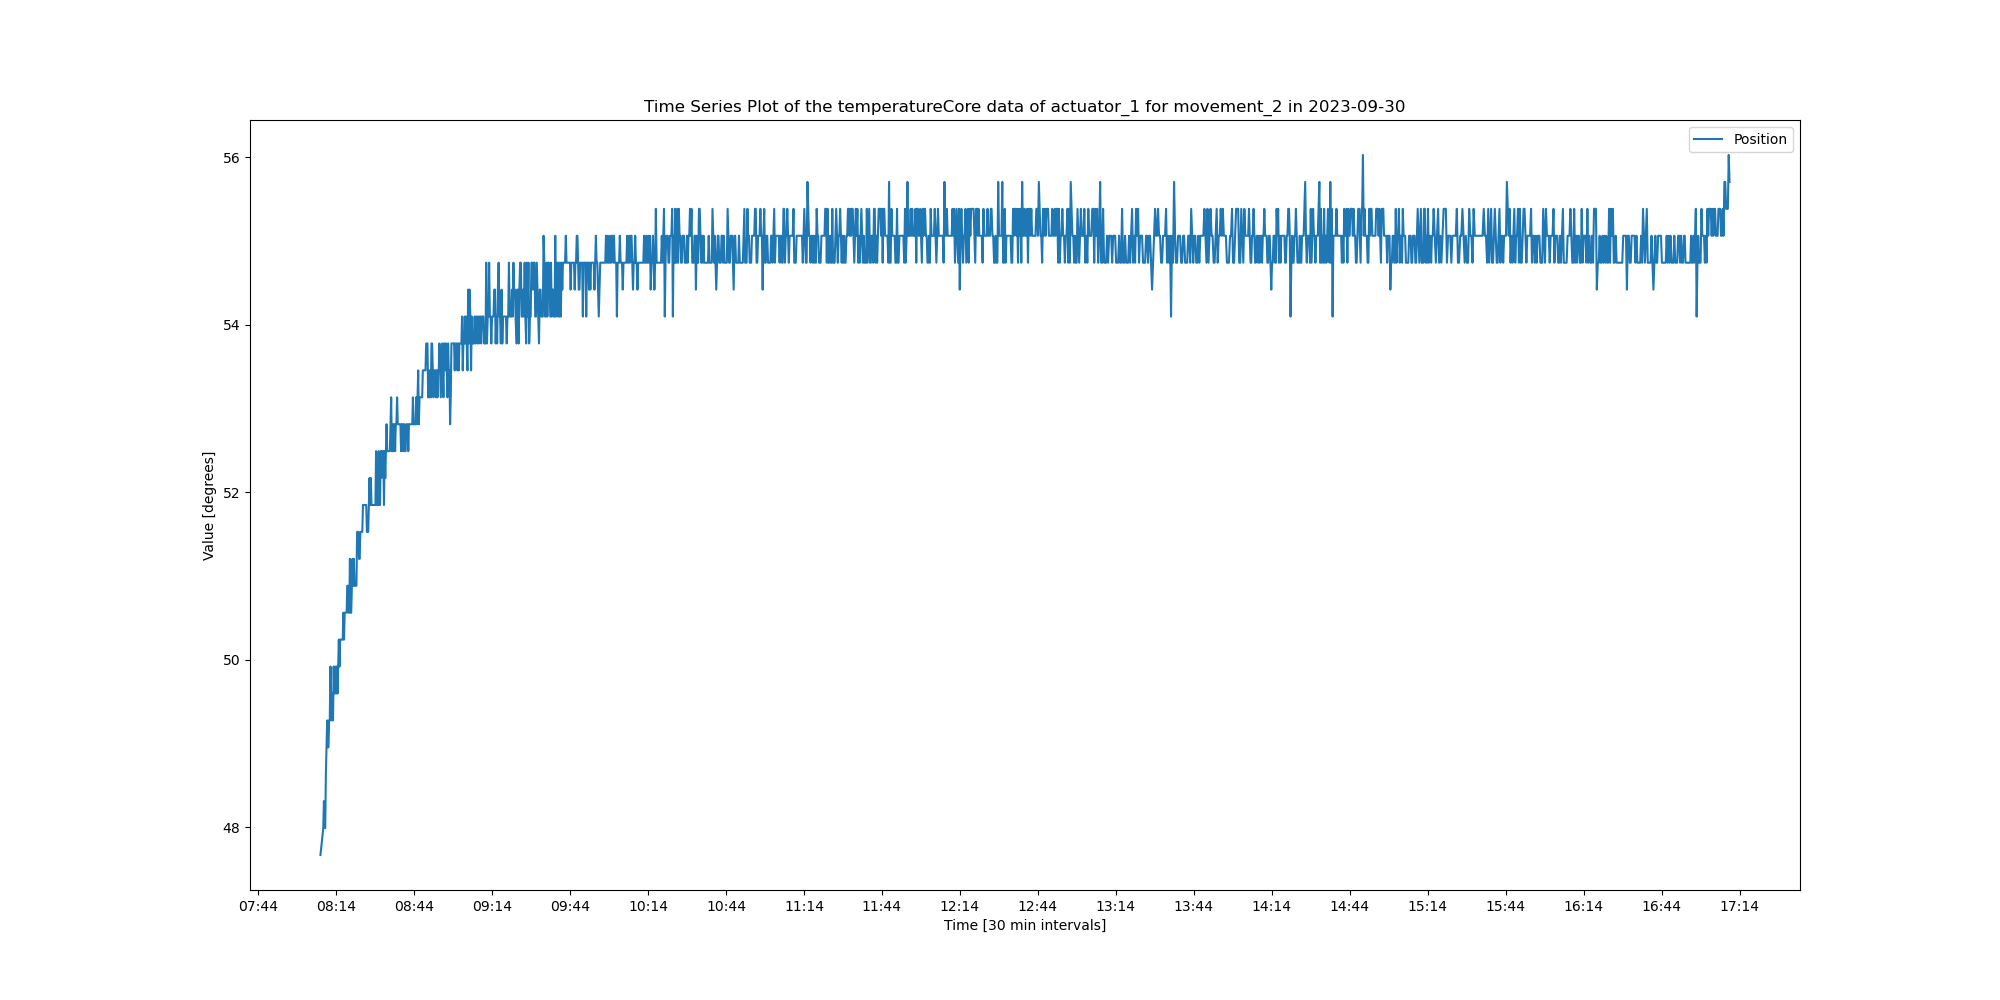 Time Series Plot of the temperatureCore data of actuator_1 for movement_2 in 2023-09-30
Position
56
54
52
50
48
Value [degrees]
07:44 08:14 08:44 09:14 09:44 10:14 10:44 11:14 11:44 12:14 12:44 13:14 13:44 14:14 14:44 15:14 15:44 16:14 16:44 17:14
Time [30 min intervals]